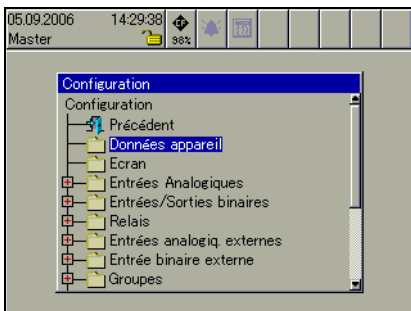 05.09.2006 14:29:38
Master 98%
Configuration
Configuration
Précédent
Données appareil
Ecran
Entrées Analogiques
Entrées/Sorties binaires
Relais
Entrées analogiq. externes
Entrée binaire externe
Groupes